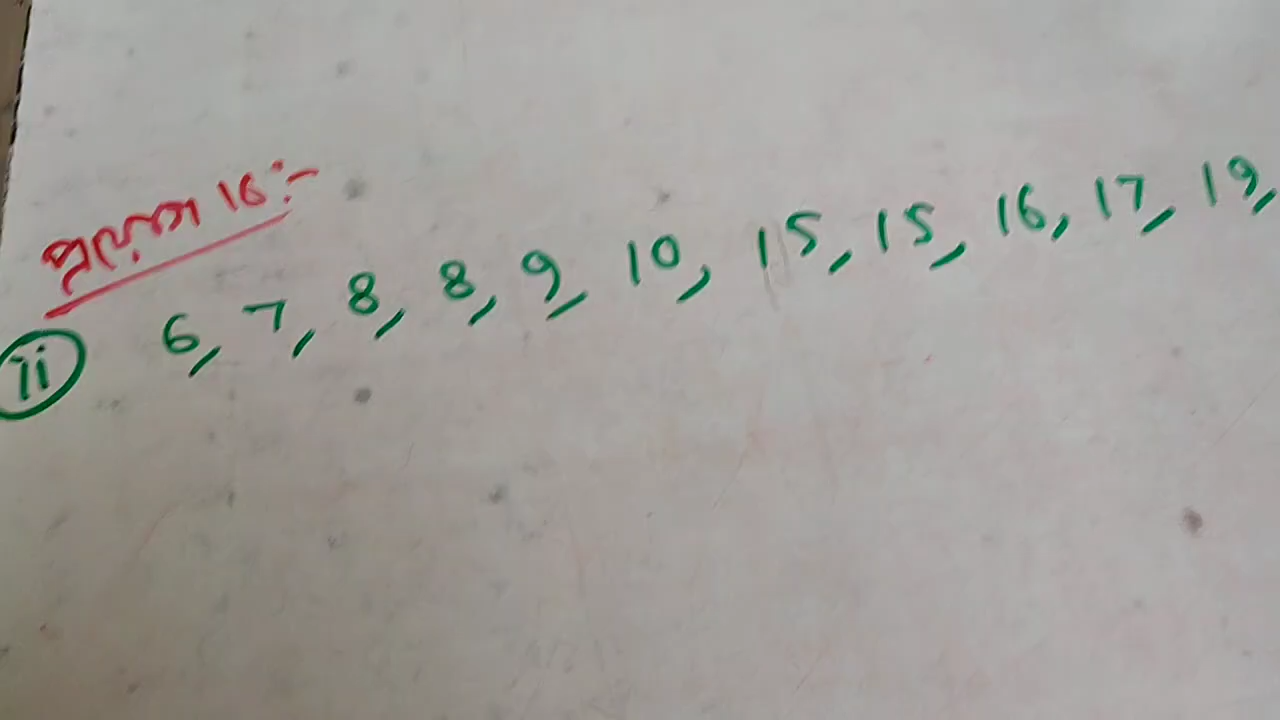 16:-
ii 6, 7, 8, 8, 9, 10, 15, 15, 16, 17, 19,